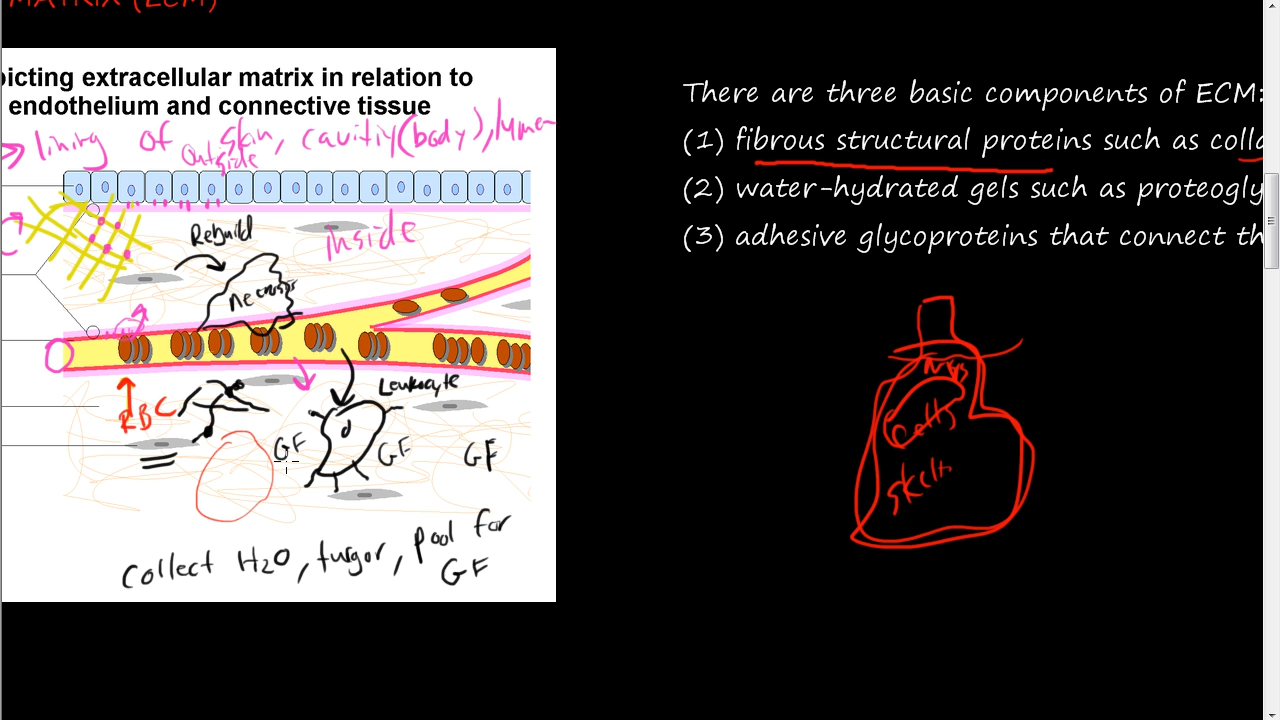 MATRIX (ECM)
picting extracellular matrix in relation to
endothelium and connective tissue
lining of skin, cavitiy (body), lumen
Outside
Rebuild
inside
necrosis
Leukocyte
RBC
GF
GF
GF
Collect H2O, turgor, pool for
GF
There are three basic components of ECM:
(1) fibrous structural proteins such as colla
(2) water-hydrated gels such as proteogly
(3) adhesive glycoproteins that connect th
cells